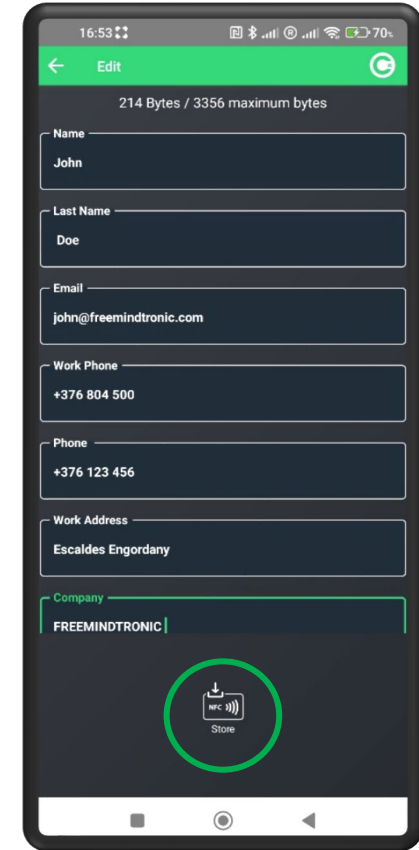 16:53
70%
Edit
214 Bytes / 3356 maximum bytes
Name
John
Last Name
Doe
Email
john@freemindtronic.com
Work Phone
+376 804 500
Phone
+376 123 456
Work Address
Escaldes Engordany
Company
FREEMINDTRONIC
NFC
Store